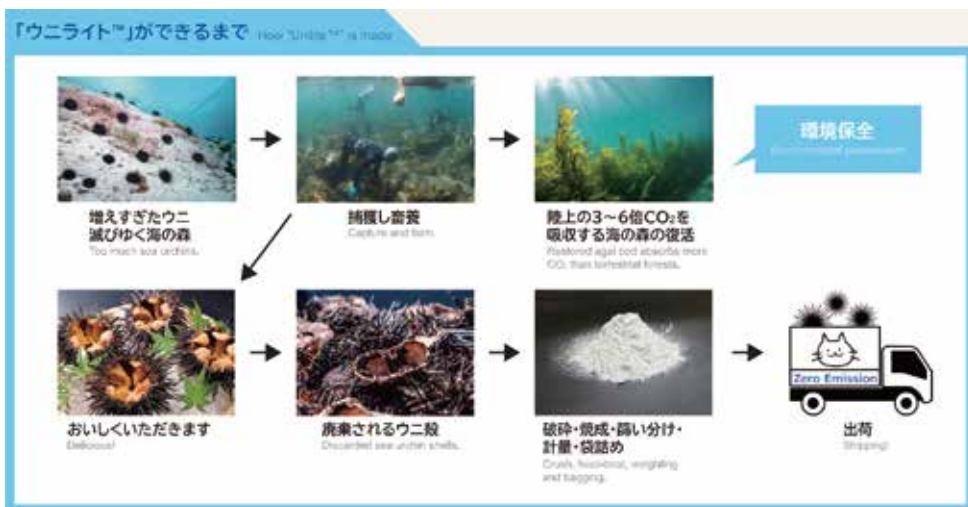 「ウニライト™」ができるまで How "Unilite™" is made
増えすぎたウニ
滅びゆく海の森
Too much sea urchins.
捕獲し畜養
Capture and farm.
陸上の3～6倍CO₂を
吸収する海の森の復活
Restored algal bed absorbs more
CO₂ than terrestrial forests.
環境保全
Environmental preservation
おいしくいただきます
Delicious!
廃棄されるウニ殻
Discarded sea urchin shells.
破砕・焼成・篩い分け・
計量・袋詰め
Crush, heat-treat, weighting
and bagging.
Zero Emission
出荷
Shipping!